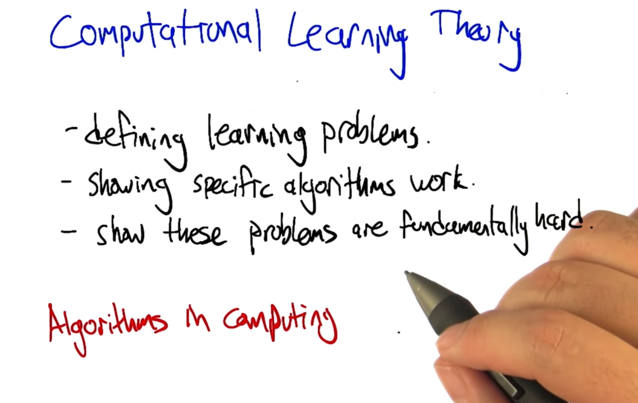 Computational Learning Theory
- defining learning problems.
- showing specific algorithms work.
- show these problems are fundamentally hard.
Algorithms in computing